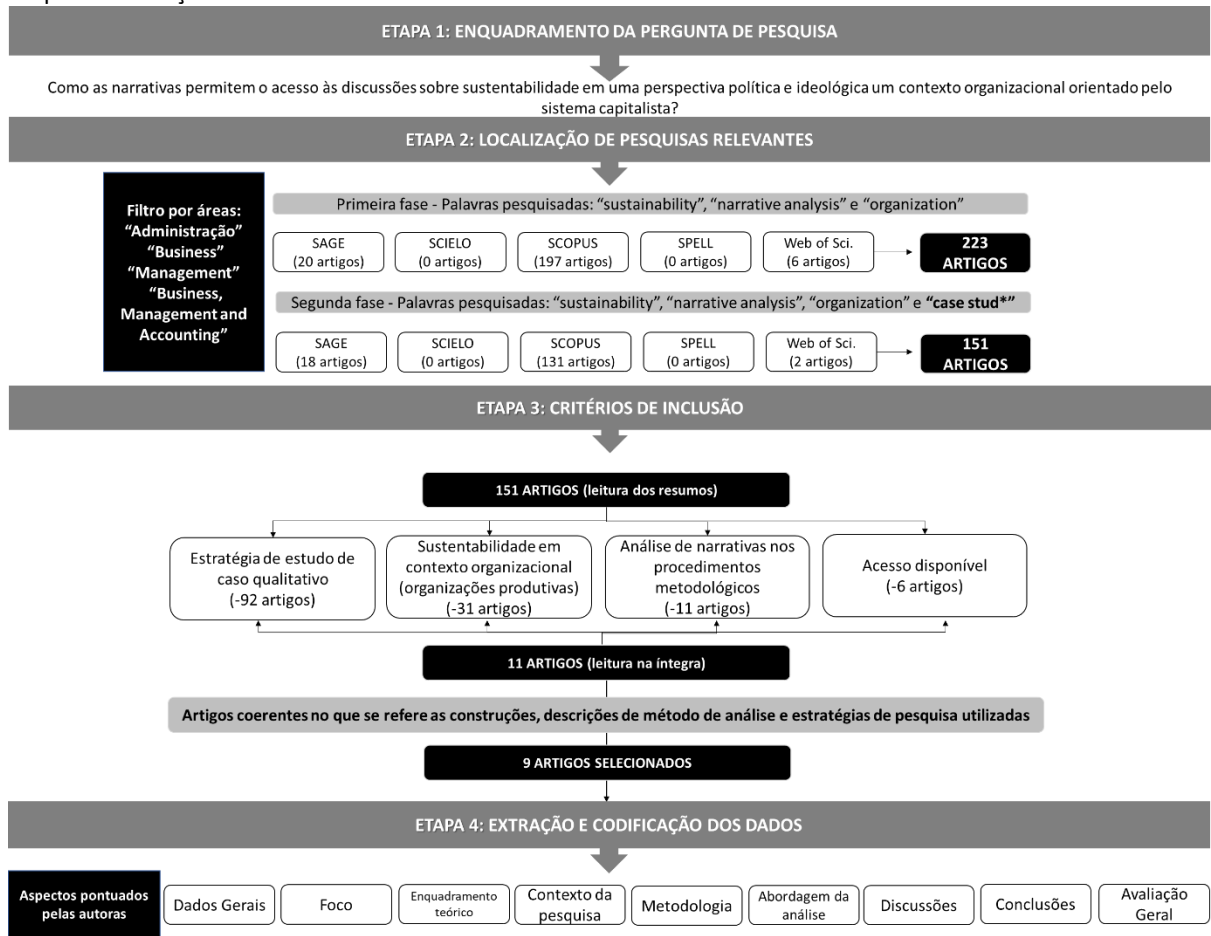 ETAPA 1: ENQUADRAMENTO DA PERGUNTA DE PESQUISA
Como as narrativas permitem o acesso às discussões sobre sustentabilidade em uma perspectiva política e ideológica um contexto organizacional orientado pelo
sistema capitalista?
ETAPA 2: LOCALIZAÇÃO DE PESQUISAS RELEVANTES
Filtro por áreas:
“Administração”
“Business”
“Management”
“Business,
Management and
Accounting”
Primeira fase - Palavras pesquisadas: “sustainability”, “narrative analysis” e “organization”
SAGE
(20 artigos)
SCIELO
(0 artigos)
SCOPUS
(197 artigos)
SPELL
(0 artigos)
Web of Sci.
(6 artigos)
223
ARTIGOS
Segunda fase - Palavras pesquisadas: “sustainability”, “narrative analysis”, “organization” e “case stud*”
SAGE
(18 artigos)
SCIELO
(0 artigos)
SCOPUS
(131 artigos)
SPELL
(0 artigos)
Web of Sci.
(2 artigos)
151
ARTIGOS
ETAPA 3: CRITÉRIOS DE INCLUSÃO
151 ARTIGOS (leitura dos resumos)
Estratégia de estudo de
caso qualitativo
(-92 artigos)
Sustentabilidade em
contexto organizacional
(organizações produtivas)
(-31 artigos)
Análise de narrativas nos
procedimentos
metodológicos
(-11 artigos)
Acesso disponível
(-6 artigos)
11 ARTIGOS (leitura na íntegra)
Artigos coerentes no que se refere as construções, descrições de método de análise e estratégias de pesquisa utilizadas
9 ARTIGOS SELECIONADOS
ETAPA 4: EXTRAÇÃO E CODIFICAÇÃO DOS DADOS
Aspectos pontuados
pelas autoras
Dados Gerais
Foco
Enquadramento
teórico
Contexto da
pesquisa
Metodologia
Abordagem da
análise
Discussões
Conclusões
Avaliação
Geral